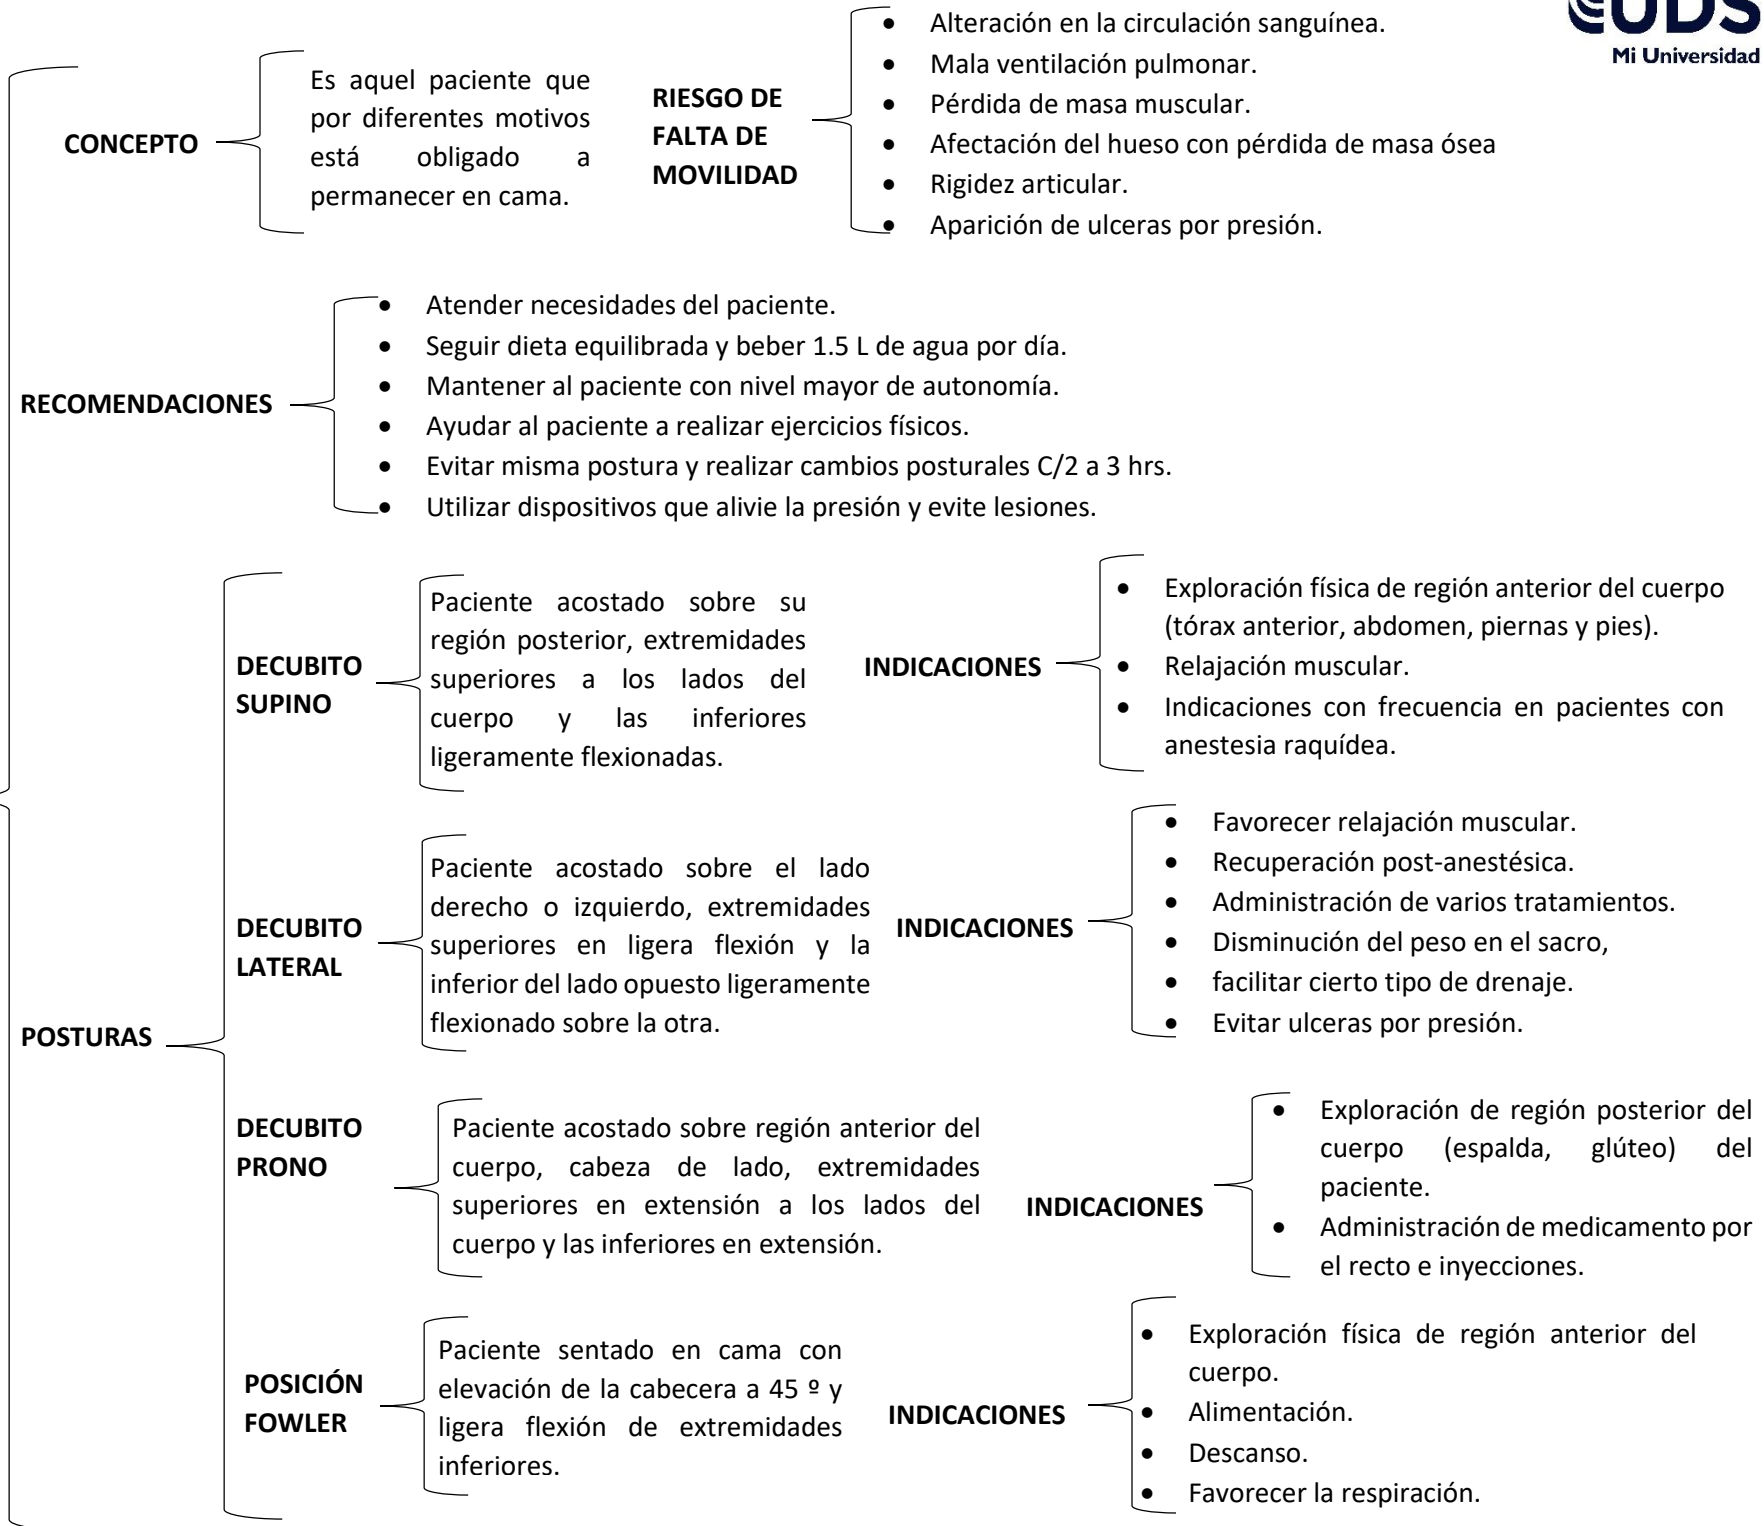 UDS
Mi Universidad
CONCEPTO
Es aquel paciente que
por diferentes motivos
está obligado a
permanecer en cama.
RIESGO DE
FALTA DE
MOVILIDAD
• Alteración en la circulación sanguínea.
• Mala ventilación pulmonar.
• Pérdida de masa muscular.
• Afectación del hueso con pérdida de masa ósea
• Rigidez articular.
• Aparición de ulceras por presión.
RECOMENDACIONES
• Atender necesidades del paciente.
• Seguir dieta equilibrada y beber 1.5 L de agua por día.
• Mantener al paciente con nivel mayor de autonomía.
• Ayudar al paciente a realizar ejercicios físicos.
• Evitar misma postura y realizar cambios posturales C/2 a 3 hrs.
• Utilizar dispositivos que alivie la presión y evite lesiones.
POSTURAS
DECUBITO
SUPINO
Paciente acostado sobre su
región posterior, extremidades
superiores a los lados del
cuerpo y las inferiores
ligeramente flexionadas.
INDICACIONES
• Exploración física de región anterior del cuerpo
(tórax anterior, abdomen, piernas y pies).
• Relajación muscular.
• Indicaciones con frecuencia en pacientes con
anestesia raquídea.
DECUBITO
LATERAL
Paciente acostado sobre el lado
derecho o izquierdo, extremidades
superiores en ligera flexión y la
inferior del lado opuesto ligeramente
flexionado sobre la otra.
INDICACIONES
• Favorecer relajación muscular.
• Recuperación post-anestésica.
• Administración de varios tratamientos.
• Disminución del peso en el sacro,
• facilitar cierto tipo de drenaje.
• Evitar ulceras por presión.
DECUBITO
PRONO
Paciente acostado sobre región anterior del
cuerpo, cabeza de lado, extremidades
superiores en extensión a los lados del
cuerpo y las inferiores en extensión.
INDICACIONES
• Exploración de región posterior del
cuerpo (espalda, glúteo) del
paciente.
• Administración de medicamento por
el recto e inyecciones.
POSICIÓN
FOWLER
Paciente sentado en cama con
elevación de la cabecera a 45 º y
ligera flexión de extremidades
inferiores.
INDICACIONES
• Exploración física de región anterior del
cuerpo.
• Alimentación.
• Descanso.
• Favorecer la respiración.